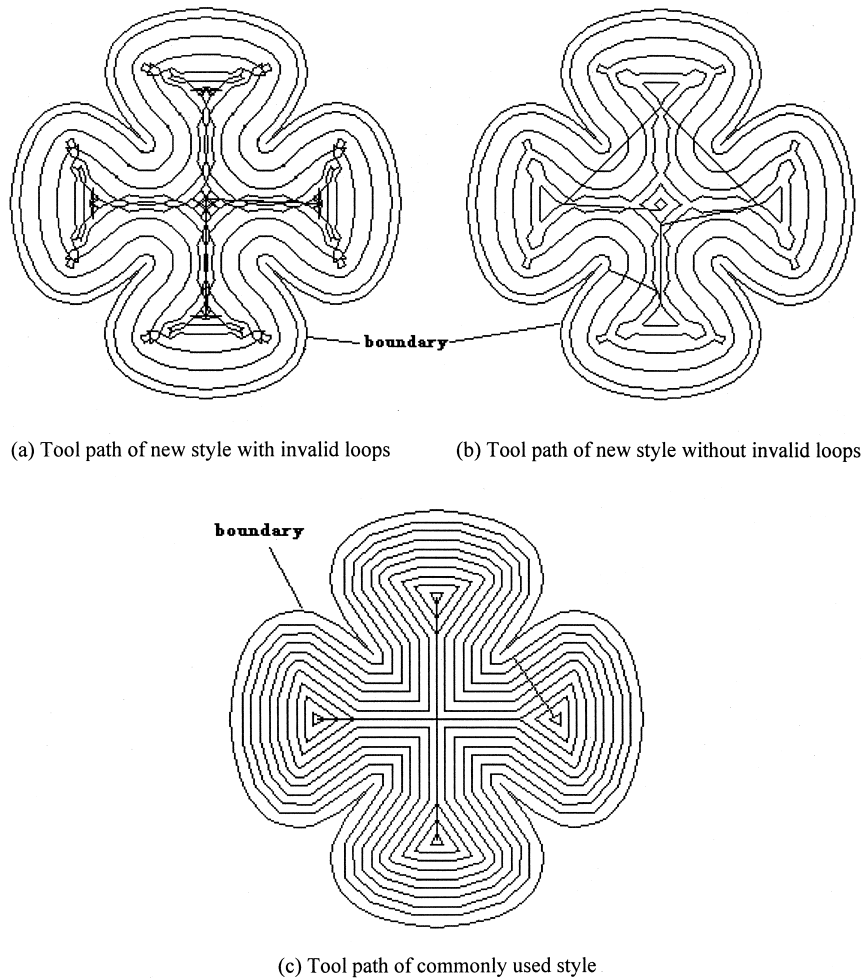 boundary
(a) Tool path of new style with invalid loops
(b) Tool path of new style without invalid loops
boundary
(c) Tool path of commonly used style